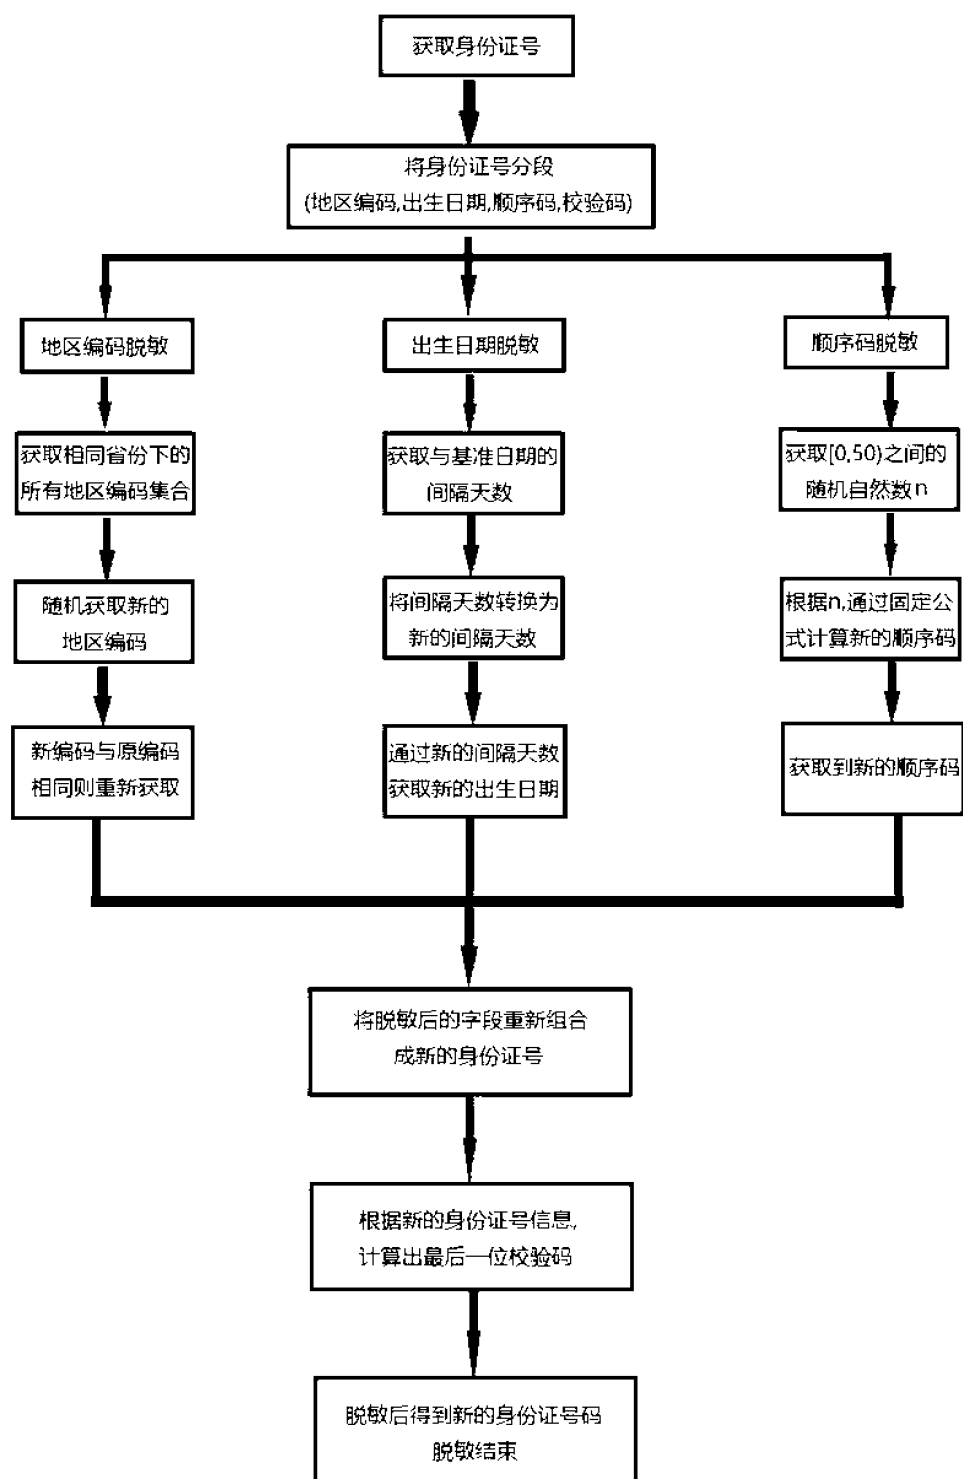 获取身份证号
将身份证号分段
(地区编码,出生日期,顺序码,校验码)
地区编码脱敏
出生日期脱敏
顺序码脱敏
获取相同省份下的
所有地区编码集合
获取与基准日期的
间隔天数
获取[0,50)之间的
随机自然数n
随机获取新的
地区编码
将间隔天数转换为
新的间隔天数
根据n,通过固定公
式计算新的顺序码
新编码与原编码
相同则重新获取
通过新的间隔天数
获取新的出生日期
获取到新的顺序码
将脱敏后的字段重新组合
成新的身份证号
根据新的身份证号信息,
计算出最后一位校验码
脱敏后得到新的身份证号码
脱敏结束